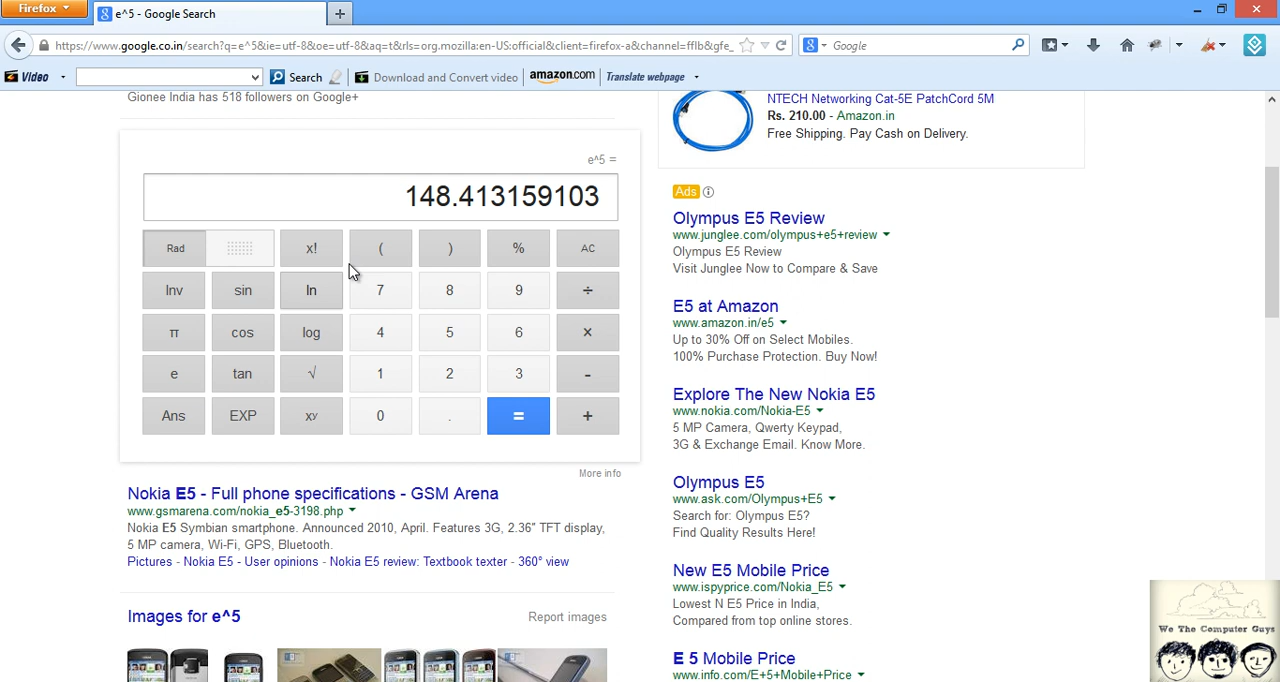 Firefox
e^5 - Google Search
+
https://www.google.co.in/search?q=e^5&ie=utf-8&oe=utf-8&aq=t&rls=org.mozilla:en-US:official&client=firefox-a&channel=fflb&gfe_
Google
Video
Search
Download and Convert video
amazon.com
Translate webpage
Gionee India has 518 followers on Google+
NTECH Networking Cat-5E PatchCord 5M
Rs. 210.00 - Amazon.in
Free Shipping. Pay Cash on Delivery.
e^5 =
148.413159103
Rad x! ( ) % AC
Inv sin ln 7 8 9 ÷
π cos log 4 5 6 ×
e tan √ 1 2 3 -
Ans EXP xy 0 . = +
More info
Nokia E5 - Full phone specifications - GSM Arena
www.gsmarena.com/nokia_e5-3198.php
Nokia E5 Symbian smartphone. Announced 2010, April. Features 3G, 2.36″ TFT display,
5 MP camera, Wi-Fi, GPS, Bluetooth.
Pictures - Nokia E5 - User opinions - Nokia E5 review: Textbook texter - 360° view
Images for e^5
Report images
Ads
Olympus E5 Review
www.junglee.com/olympus+e5+review
Olympus E5 Review
Visit Junglee Now to Compare & Save
E5 at Amazon
www.amazon.in/e5
Up to 30% Off on Select Mobiles.
100% Purchase Protection. Buy Now!
Explore The New Nokia E5
www.nokia.com/Nokia-E5
5 MP Camera, Qwerty Keypad,
3G & Exchange Email. Know More.
Olympus E5
www.ask.com/Olympus+E5
Search for: Olympus E5?
Find Quality Results Here!
New E5 Mobile Price
www.ispyprice.com/Nokia_E5
Lowest N E5 Price in India,
Compared from top online stores.
E 5 Mobile Price
www.info.com/E+5+Mobile+Price
We The Computer Guys